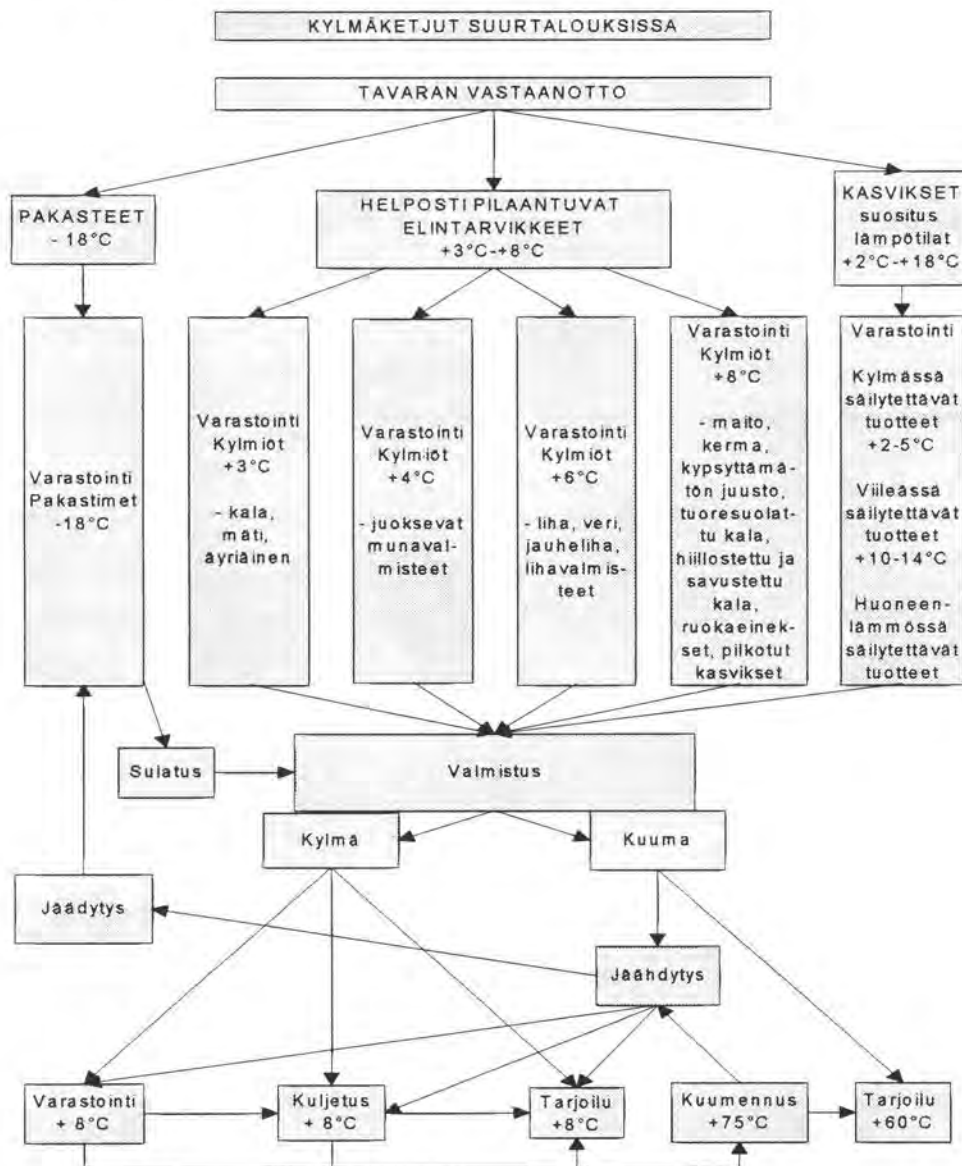 KYLMÄKETJUT SUURTALOUKSISSA
TAVARAN VASTAANOTTO
PAKASTEET
- 18°C
HELPOSTI PILAANTUVAT
ELINTARVIKKEET
+3°C-+8°C
KASVIKSET
suositus
lämpötilat
+2°C-+18°C
Varastointi
Pakastimet
-18°C
Varastointi
Kylmiöt
+3°C
- kala,
mäti,
äyriäinen
Varastointi
Kylmiöt
+4°C
- juoksevat
munaval-
misteet
Varastointi
Kylmiöt
+6°C
- liha, veri,
jauheliha,
lihavalmis-
teet
Varastointi
Kylmiöt
+8°C
- maito,
kerma,
kypsyttämä-
tön juusto,
tuoresuolat-
tu kala,
hiillostettu ja
savustettu
kala,
ruokaeinek-
set, pilkotut
kasvikset
Varastointi
Kylmässä
säilytettävät
tuotteet
+2-5°C
Viileässä
säilytettävät
tuotteet
+10-14°C
Huoneen-
lämmössä
säilytettävät
tuotteet
Sulatus
Valmistus
Kylmä
Kuuma
Jäädytys
Jäähdytys
Varastointi
+ 8°C
Kuljetus
+ 8°C
Tarjoilu
+8°C
Kuumennus
+75°C
Tarjoilu
+60°C